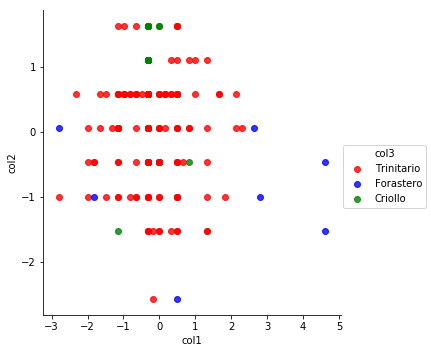 col2
1
0
−1
−2
−3 −2 −1 0 1 2 3 4 5
col1
col3
Trinitario
Forastero
Criollo